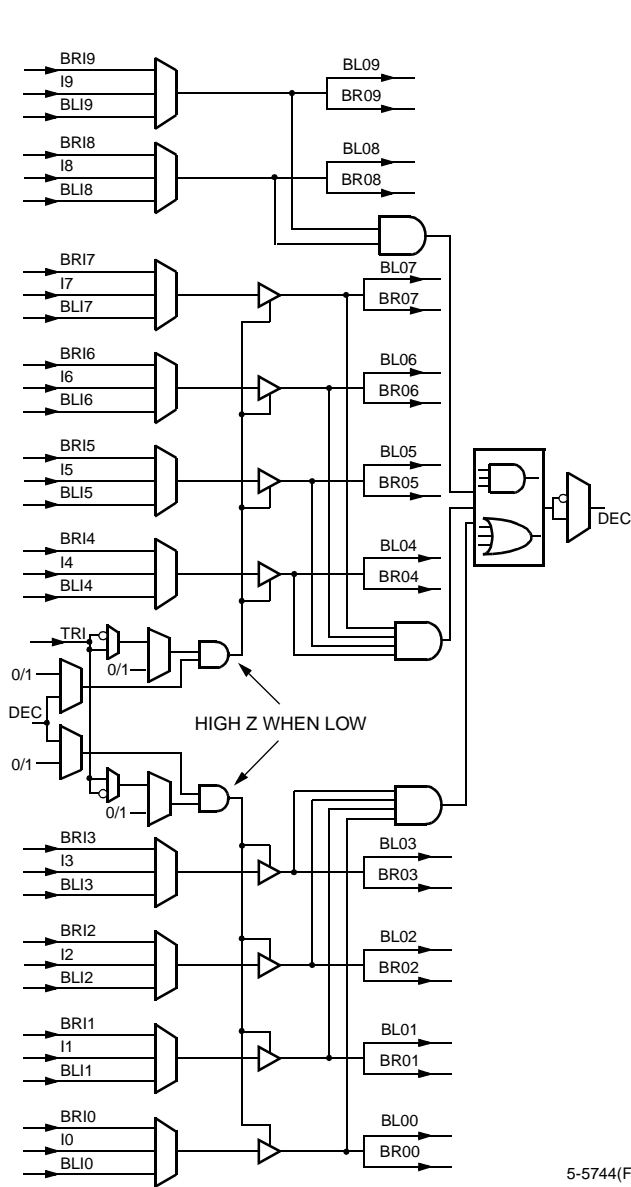 BRI9
I9
BLI9
BL09
BR09
BRI8
I8
BLI8
BL08
BR08
BRI7
I7
BLI7
BL07
BR07
BRI6
I6
BLI6
BL06
BR06
BRI5
I5
BLI5
BL05
BR05
DEC
BRI4
I4
BLI4
BL04
BR04
TRI
0/1
0/1
DEC
HIGH Z WHEN LOW
0/1
0/1
BRI3
I3
BLI3
BL03
BR03
BRI2
I2
BLI2
BL02
BR02
BRI1
I1
BLI1
BL01
BR01
BRI0
I0
BLI0
BL00
BR00
5-5744(F